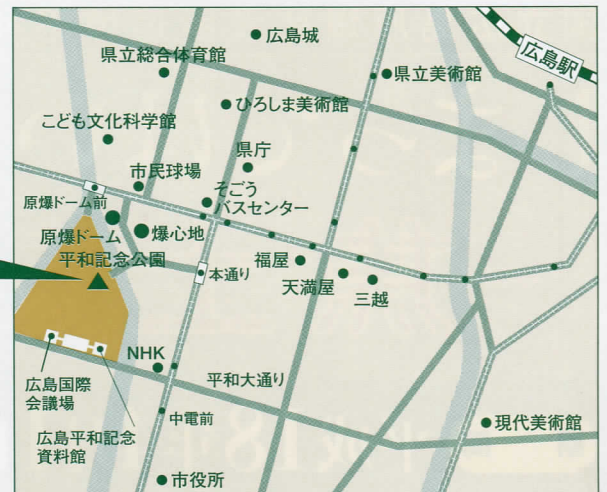 広島城
広島駅
県立総合体育館
県立美術館
ひろしま美術館
こども文化科学館
県庁
市民球場
そごう
バスセンター
原爆ドーム前
原爆ドーム
爆心地
平和記念公園
本通り
福屋
天満屋
三越
NHK
平和大通り
広島国際
会議場
中電前
広島平和記念
資料館
現代美術館
市役所